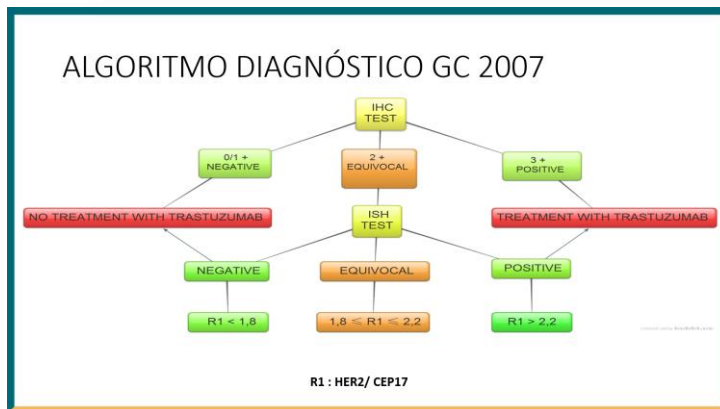 ALGORITMO DIAGNÓSTICO GC 2007
IHC
TEST
0/1 +
NEGATIVE
2 +
EQUIVOCAL
3 +
POSITIVE
NO TREATMENT WITH TRASTUZUMAB
ISH
TEST
TREATMENT WITH TRASTUZUMAB
NEGATIVE
EQUIVOCAL
POSITIVE
R1 < 1,8
1,8 ⩽ R1 ⩽ 2,2
R1 > 2,2
R1 : HER2/ CEP17